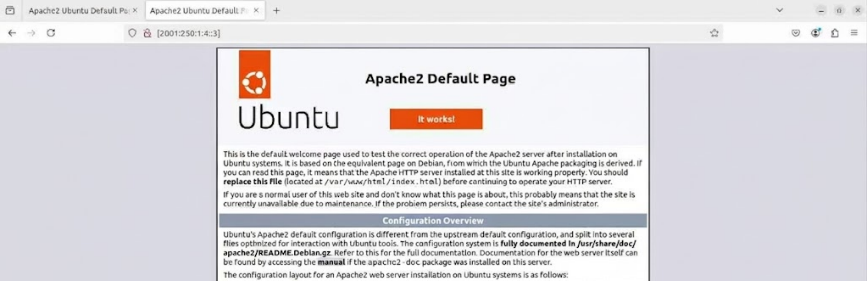 Apache2 Ubuntu Default Pa × Apache2 Ubuntu Default P × +
[2001:250:1:4::3]
Apache2 Default Page
Ubuntu
It works!
This is the default welcome page used to test the correct operation of the Apache2 server after installation on
Ubuntu systems. It is based on the equivalent page on Debian, from which the Ubuntu Apache packaging is derived. If
you can read this page, it means that the Apache HTTP server installed at this site is working properly. You should
replace this file (located at /var/www/html/index.html) before continuing to operate your HTTP server.
If you are a normal user of this web site and don't know what this page is about, this probably means that the site is
currently unavailable due to maintenance. If the problem persists, please contact the site's administrator.
Configuration Overview
Ubuntu's Apache2 default configuration is different from the upstream default configuration, and split into several
files optimized for interaction with Ubuntu tools. The configuration system is fully documented in /usr/share/doc/
apache2/README.Debian.gz. Refer to this for the full documentation. Documentation for the web server itself can
be found by accessing the manual if the apache2-doc package was installed on this server.
The configuration layout for an Apache2 web server installation on Ubuntu systems is as follows: